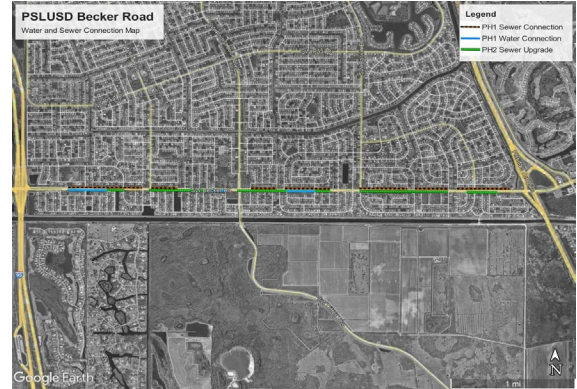 PSLUSD Becker Road
Water and Sewer Connection Map
Legend
PH1 Sewer Connection
PH1 Water Connection
PH2 Sewer Upgrade
Google Earth
N
1 mi